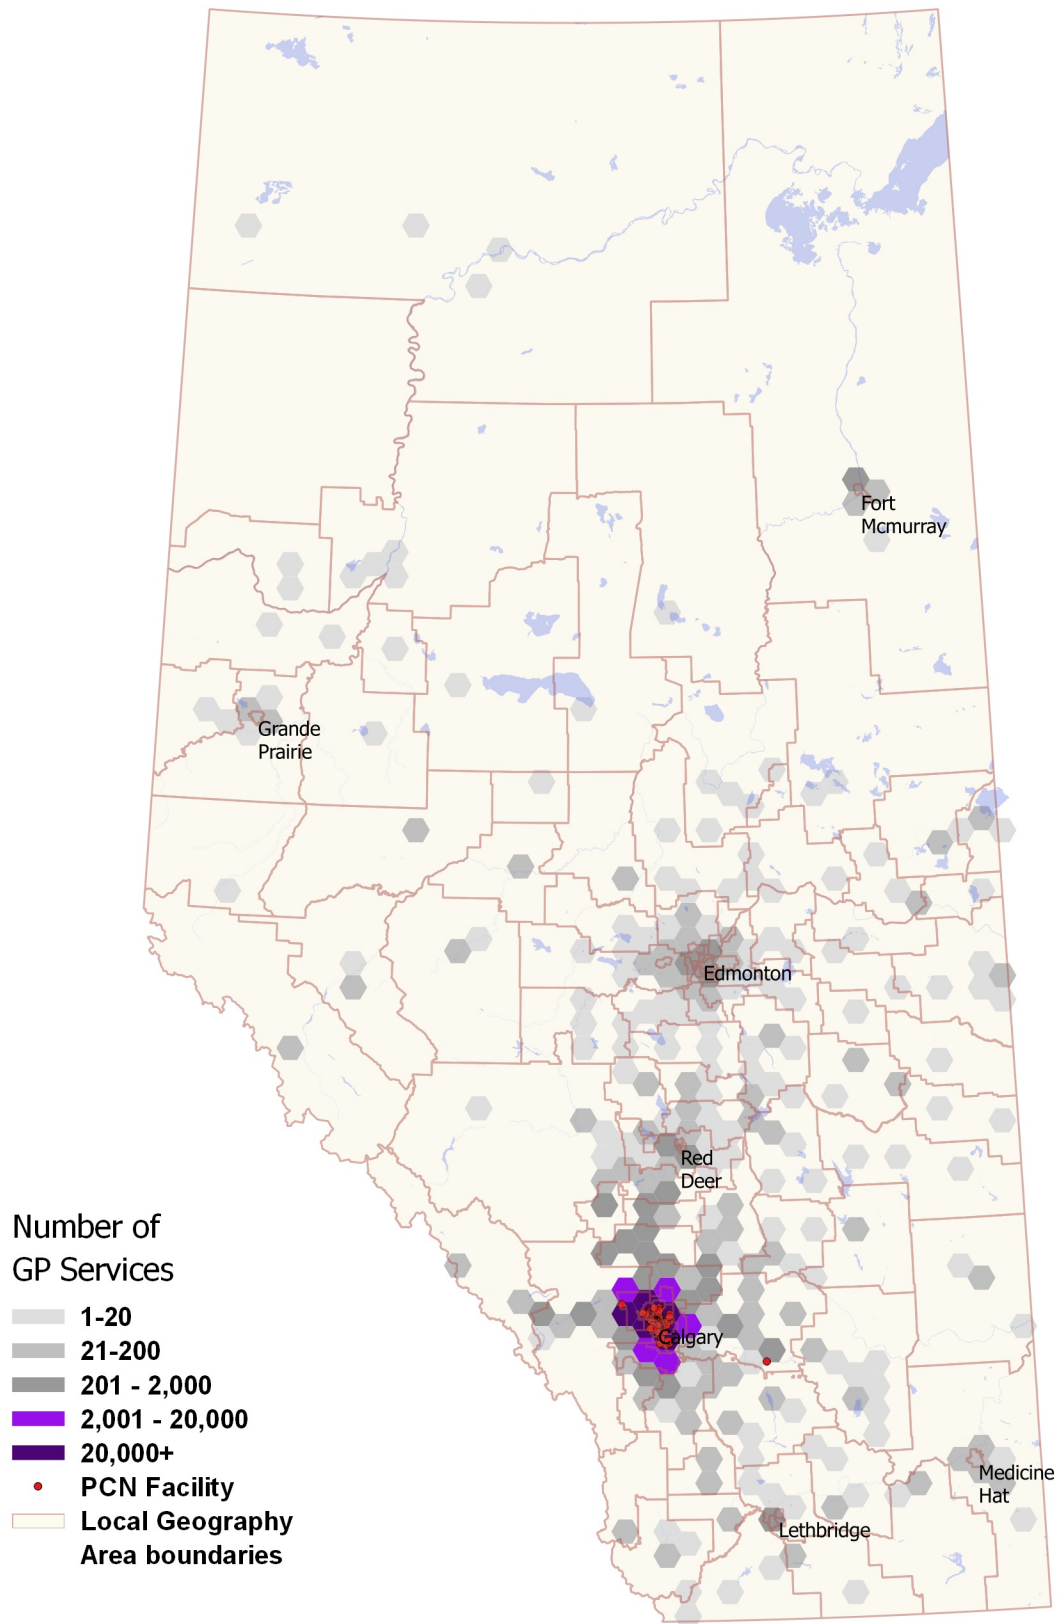 Fort
Mcmurray
Grande
Prairie
Edmonton
Red
Deer
Number of
GP Services
1-20
21-200
201 - 2,000
2,001 - 20,000
20,000+
PCN Facility
Local Geography
Area boundaries
Calgary
Medicine
Hat
Lethbridge